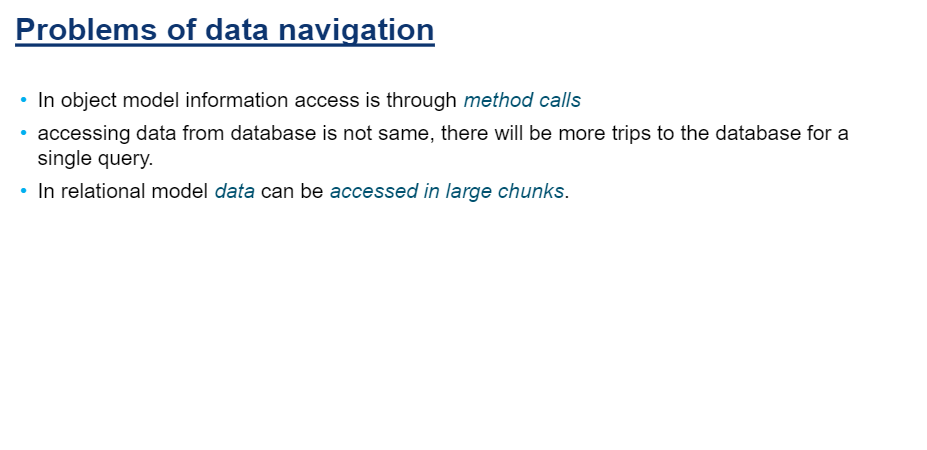 Problems of data navigation
• In object model information access is through method calls
• accessing data from database is not same, there will be more trips to the database for a
single query.
• In relational model data can be accessed in large chunks.